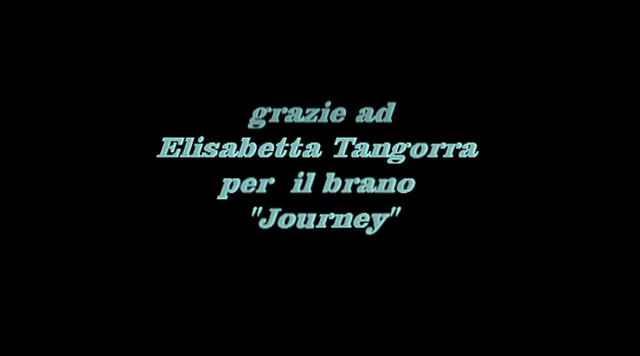 grazie ad
Elisabetta Tangorra
per il brano
"Journey"